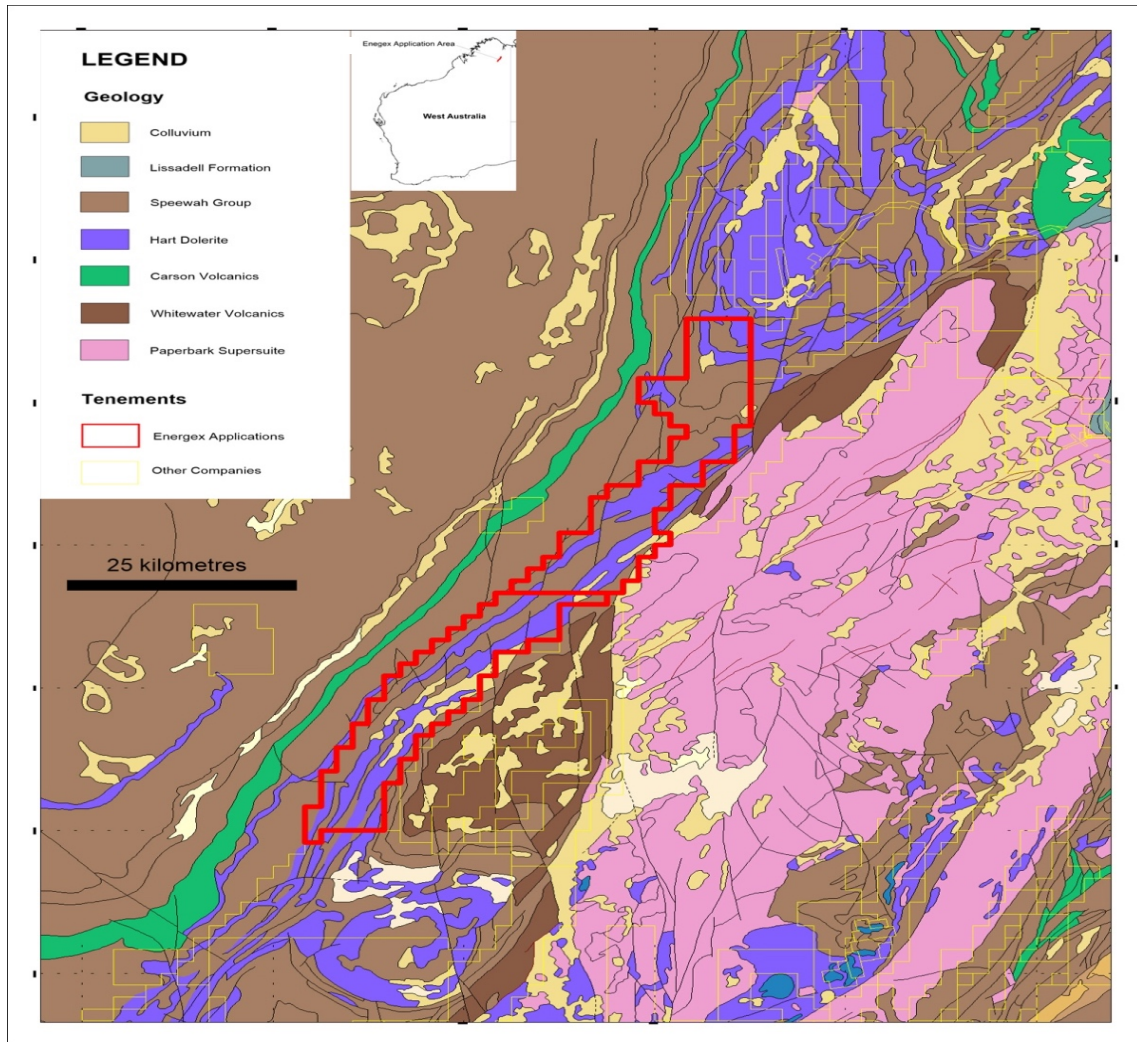 LEGEND
Geology
Colluvium
Lissadell Formation
Speewah Group
Hart Dolerite
Carson Volcanics
Whitewater Volcanics
Paperbark Supersuite
Tenements
Energex Applications
Other Companies
Enegex Application Area
West Australia
25 kilometres